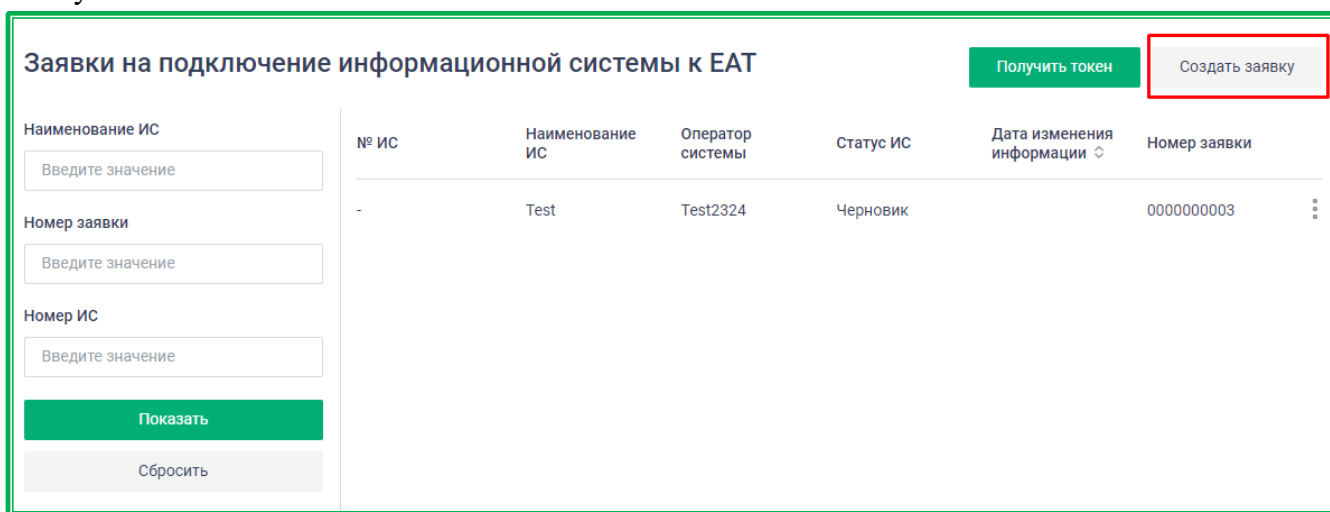 Заявки на подключение информационной системы к ЕАТ
Получить токен
Создать заявку
Наименование ИС
Введите значение
Номер заявки
Введите значение
Номер ИС
Введите значение
Показать
Сбросить
№ ИС
Наименование
ИС
Оператор
системы
Статус ИС
Дата изменения
информации
Номер заявки
-
Test
Test2324
Черновик
0000000003